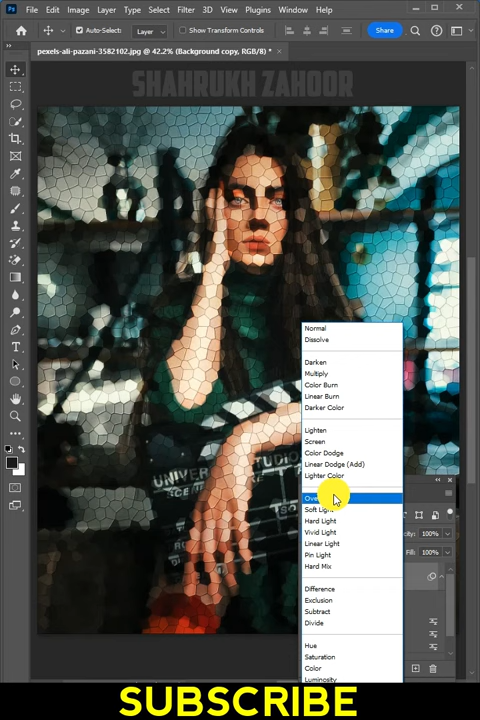 Ps File Edit Image Layer Type Select Filter 3D View Plugins Window Help
Auto-Select: Layer Show Transform Controls Share
pexels-ali-pazani-3582102.jpg @ 42.2% (Background copy, RGB/8) *
SHAHRUKH ZAHOOR
Normal
Dissolve
Darken
Multiply
Color Burn
Linear Burn
Darker Color
Lighten
Screen
Color Dodge
Linear Dodge (Add)
Lighter Color
Soft Light
Hard Light
Vivid Light
Linear Light
Pin Light
Hard Mix
Difference
Exclusion
Subtract
Divide
Hue
Saturation
Color
Luminosity
100%
Fill: 100%
SUBSCRIBE